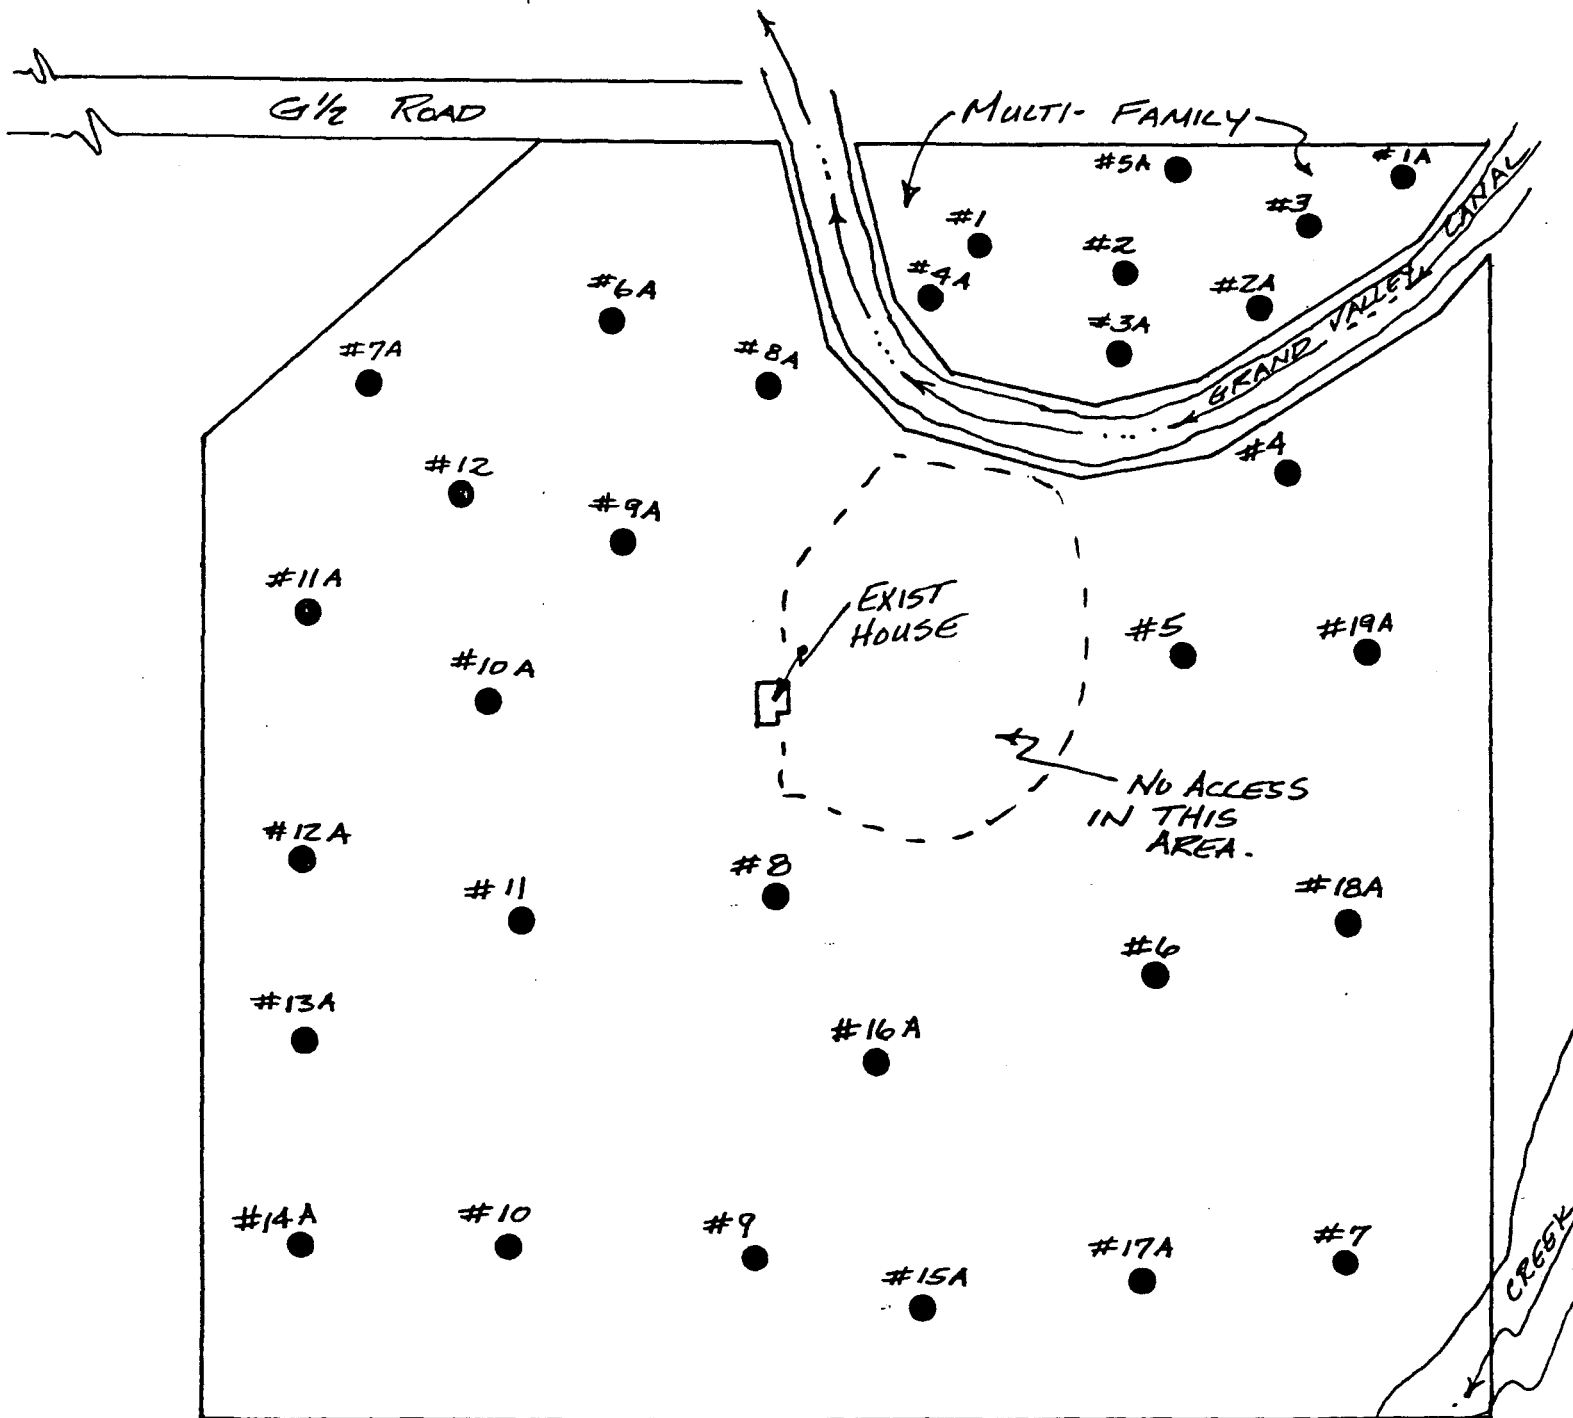 G 1/2 ROAD
MULTI-FAMILY
#5A
#1A
#1
#3
#2
#4A
#2A
#3A
GRAND VALLEY CANAL
#6A
#7A
#8A
#4
#12
#9A
#11A
EXIST
HOUSE
#5
#19A
#10A
NO ACCESS
IN THIS
AREA.
#12A
#8
#11
#18A
#6
#13A
#16A
#14A
#10
#9
#17A
#7
#15A
CREEK